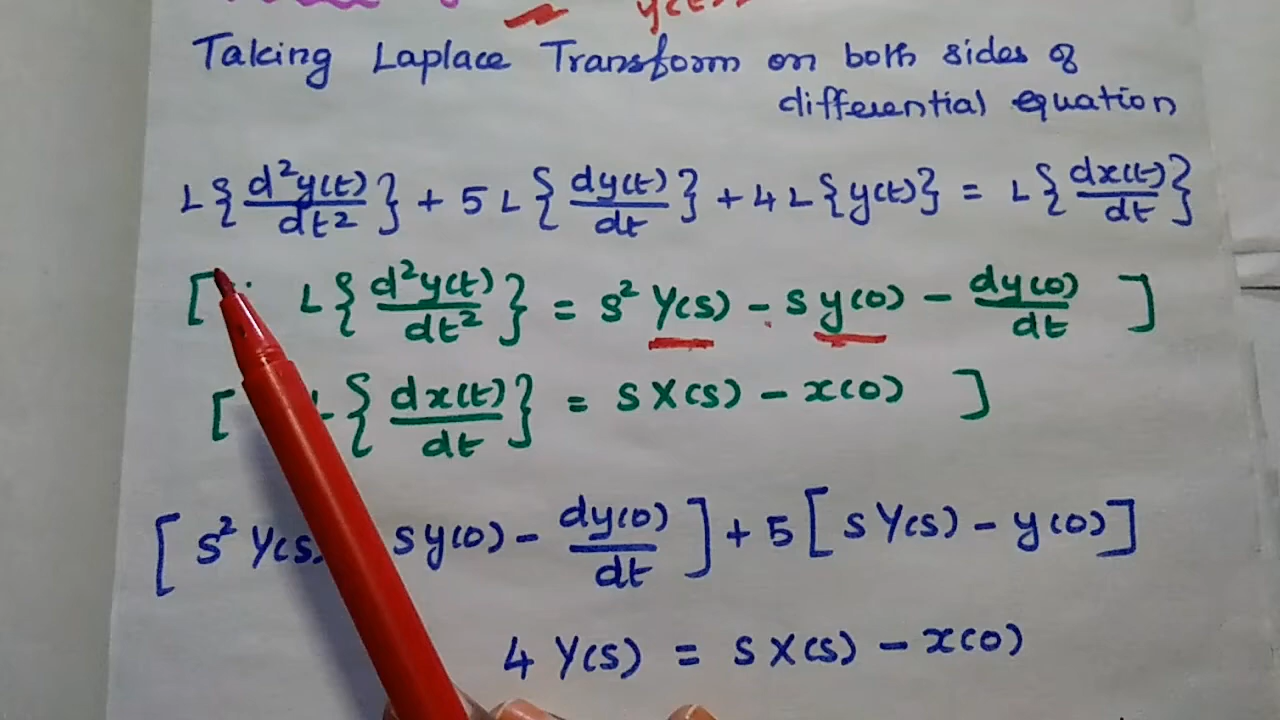 y(t)
Taking Laplace Transform on both sides of
differential equation
L{d²y(t)/dt²} + 5 L{dy(t)/dt} + 4 L{y(t)} = L{dx(t)/dt}
[∵ L{d²y(t)/dt²} = s² Y(s) - s y(0) - dy(0)/dt ]
[ L{dx(t)/dt} = s X(s) - x(0) ]
[s² Y(s) s y(0) - dy(0)/dt] + 5 [s Y(s) - y(0)]
4 Y(s) = s X(s) - x(0)